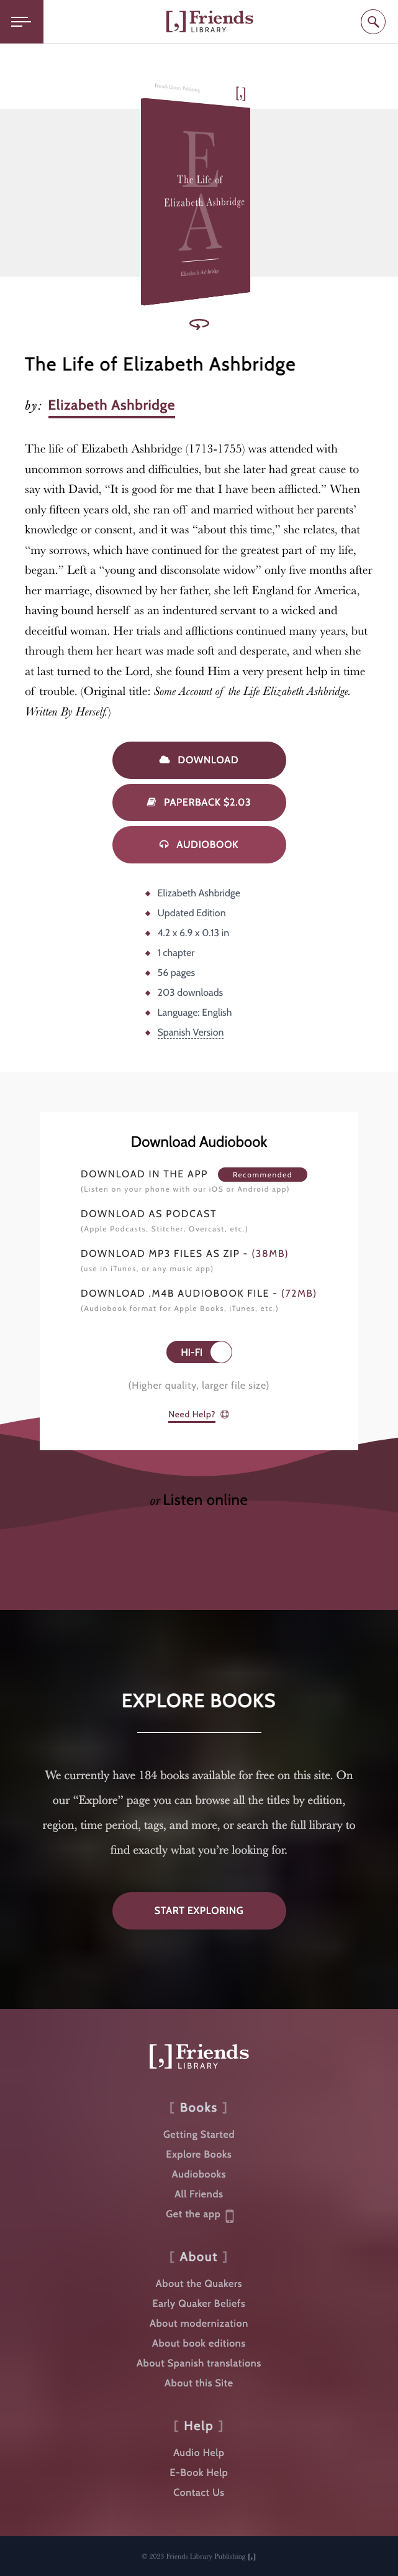 [,] Friends
LIBRARY
Friends Library Publishing
[,]
E
A
The Life of
Elizabeth Ashbridge
Elizabeth Ashbridge
The Life of Elizabeth Ashbridge
by: Elizabeth Ashbridge
The life of Elizabeth Ashbridge (1713-1755) was attended with
uncommon sorrows and difficulties, but she later had great cause to
say with David, “It is good for me that I have been afflicted.” When
only fifteen years old, she ran off and married without her parents’
knowledge or consent, and it was “about this time,” she relates, that
“my sorrows, which have continued for the greatest part of my life,
began.” Left a “young and disconsolate widow” only five months after
her marriage, disowned by her father, she left England for America,
having bound herself as an indentured servant to a wicked and
deceitful woman. Her trials and afflictions continued many years, but
through them her heart was made soft and desperate, and when she
at last turned to the Lord, she found Him a very present help in time
of trouble. (Original title: Some Account of the Life Elizabeth Ashbridge.
Written By Herself.)
DOWNLOAD
PAPERBACK $2.03
AUDIOBOOK
Elizabeth Ashbridge
Updated Edition
4.2 x 6.9 x 0.13 in
1 chapter
56 pages
203 downloads
Language: English
Spanish Version
Download Audiobook
DOWNLOAD IN THE APP Recommended
(Listen on your phone with our iOS or Android app)
DOWNLOAD AS PODCAST
(Apple Podcasts, Stitcher, Overcast, etc.)
DOWNLOAD MP3 FILES AS ZIP - (38MB)
(use in iTunes, or any music app)
DOWNLOAD .M4B AUDIOBOOK FILE - (72MB)
(Audiobook format for Apple Books, iTunes, etc.)
HI-FI
(Higher quality, larger file size)
Need Help?
or Listen online
EXPLORE BOOKS
We currently have 184 books available for free on this site. On
our “Explore” page you can browse all the titles by edition,
region, time period, tags, and more, or search the full library to
find exactly what you’re looking for.
START EXPLORING
[,] Friends
LIBRARY
[ Books ]
Getting Started
Explore Books
Audiobooks
All Friends
Get the app
[ About ]
About the Quakers
Early Quaker Beliefs
About modernization
About book editions
About Spanish translations
About this Site
[ Help ]
Audio Help
E-Book Help
Contact Us
© 2023 Friends Library Publishing [,]